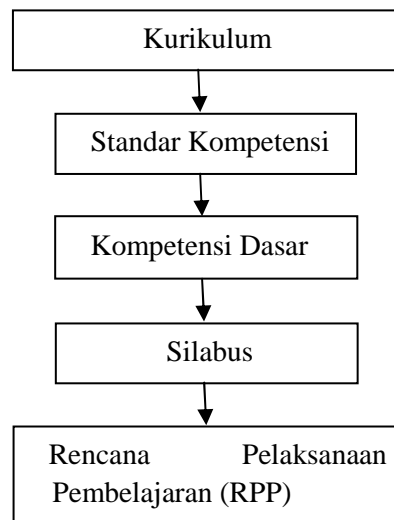 Kurikulum
Standar Kompetensi
Kompetensi Dasar
Silabus
Rencana Pelaksanaan
Pembelajaran (RPP)